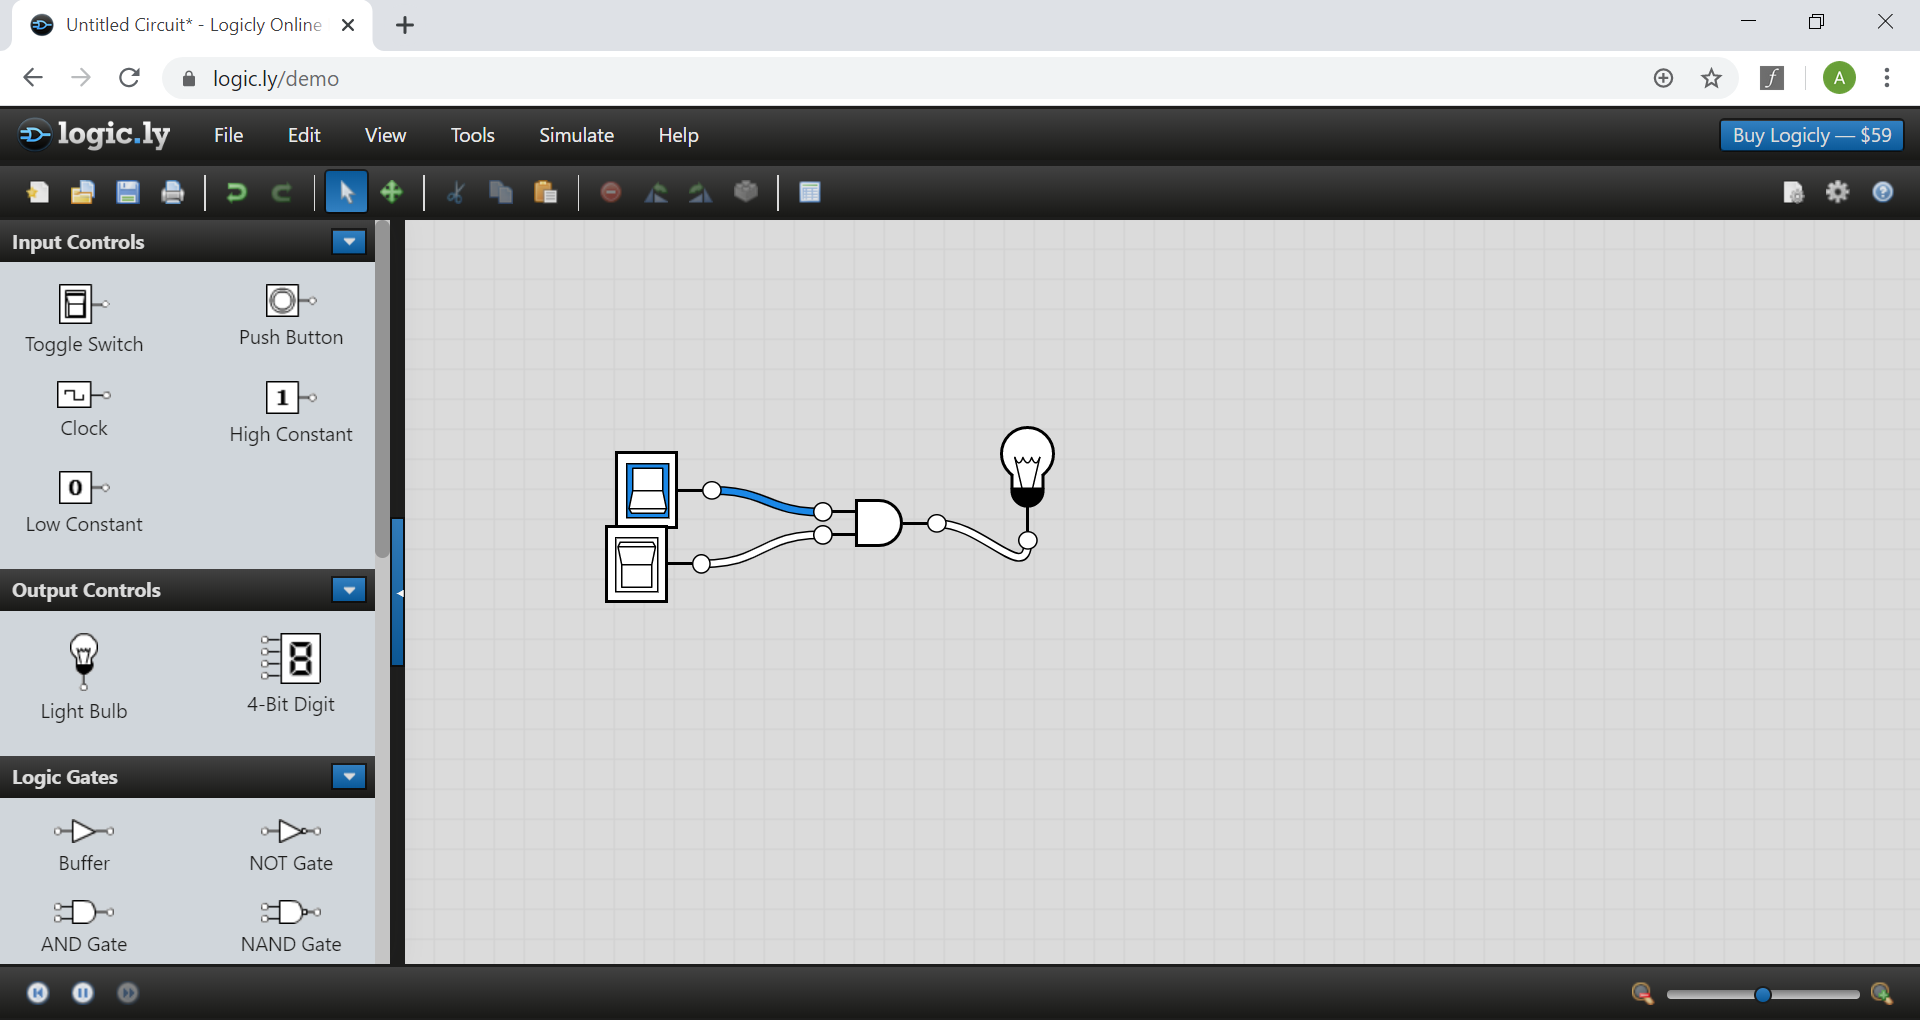 Untitled Circuit* - Logicly Online
logic.ly/demo
A
logic.ly File Edit View Tools Simulate Help Buy Logicly — $59
Input Controls
Toggle Switch Push Button
1
Clock High Constant
0
Low Constant
Output Controls
8
Light Bulb 4-Bit Digit
Logic Gates
Buffer NOT Gate
AND Gate NAND Gate